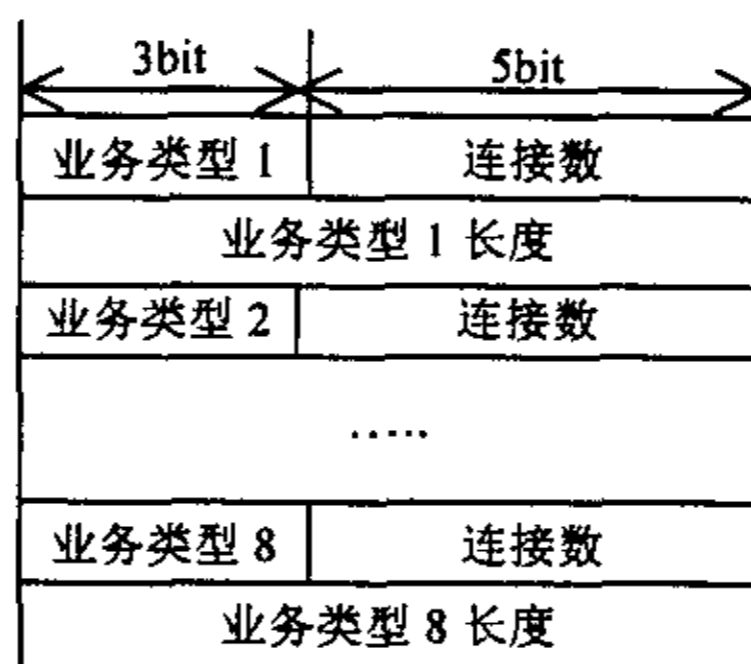 3bit 5bit
业务类型 1 连接数
业务类型 1 长度
业务类型 2 连接数
.....
业务类型 8 连接数
业务类型 8 长度